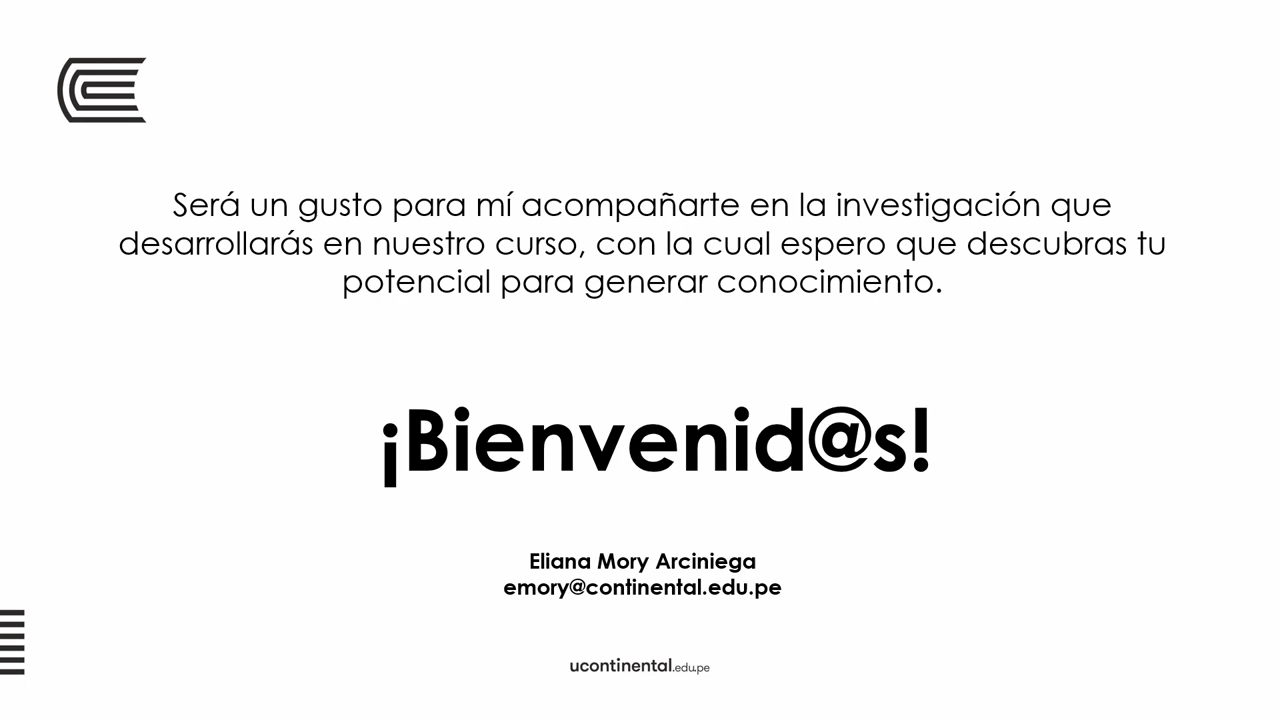 Será un gusto para mí acompañarte en la investigación que
desarrollarás en nuestro curso, con la cual espero que descubras tu
potencial para generar conocimiento.
¡Bienvenid@s!
Eliana Mory Arciniega
emory@continental.edu.pe
ucontinental.edu.pe